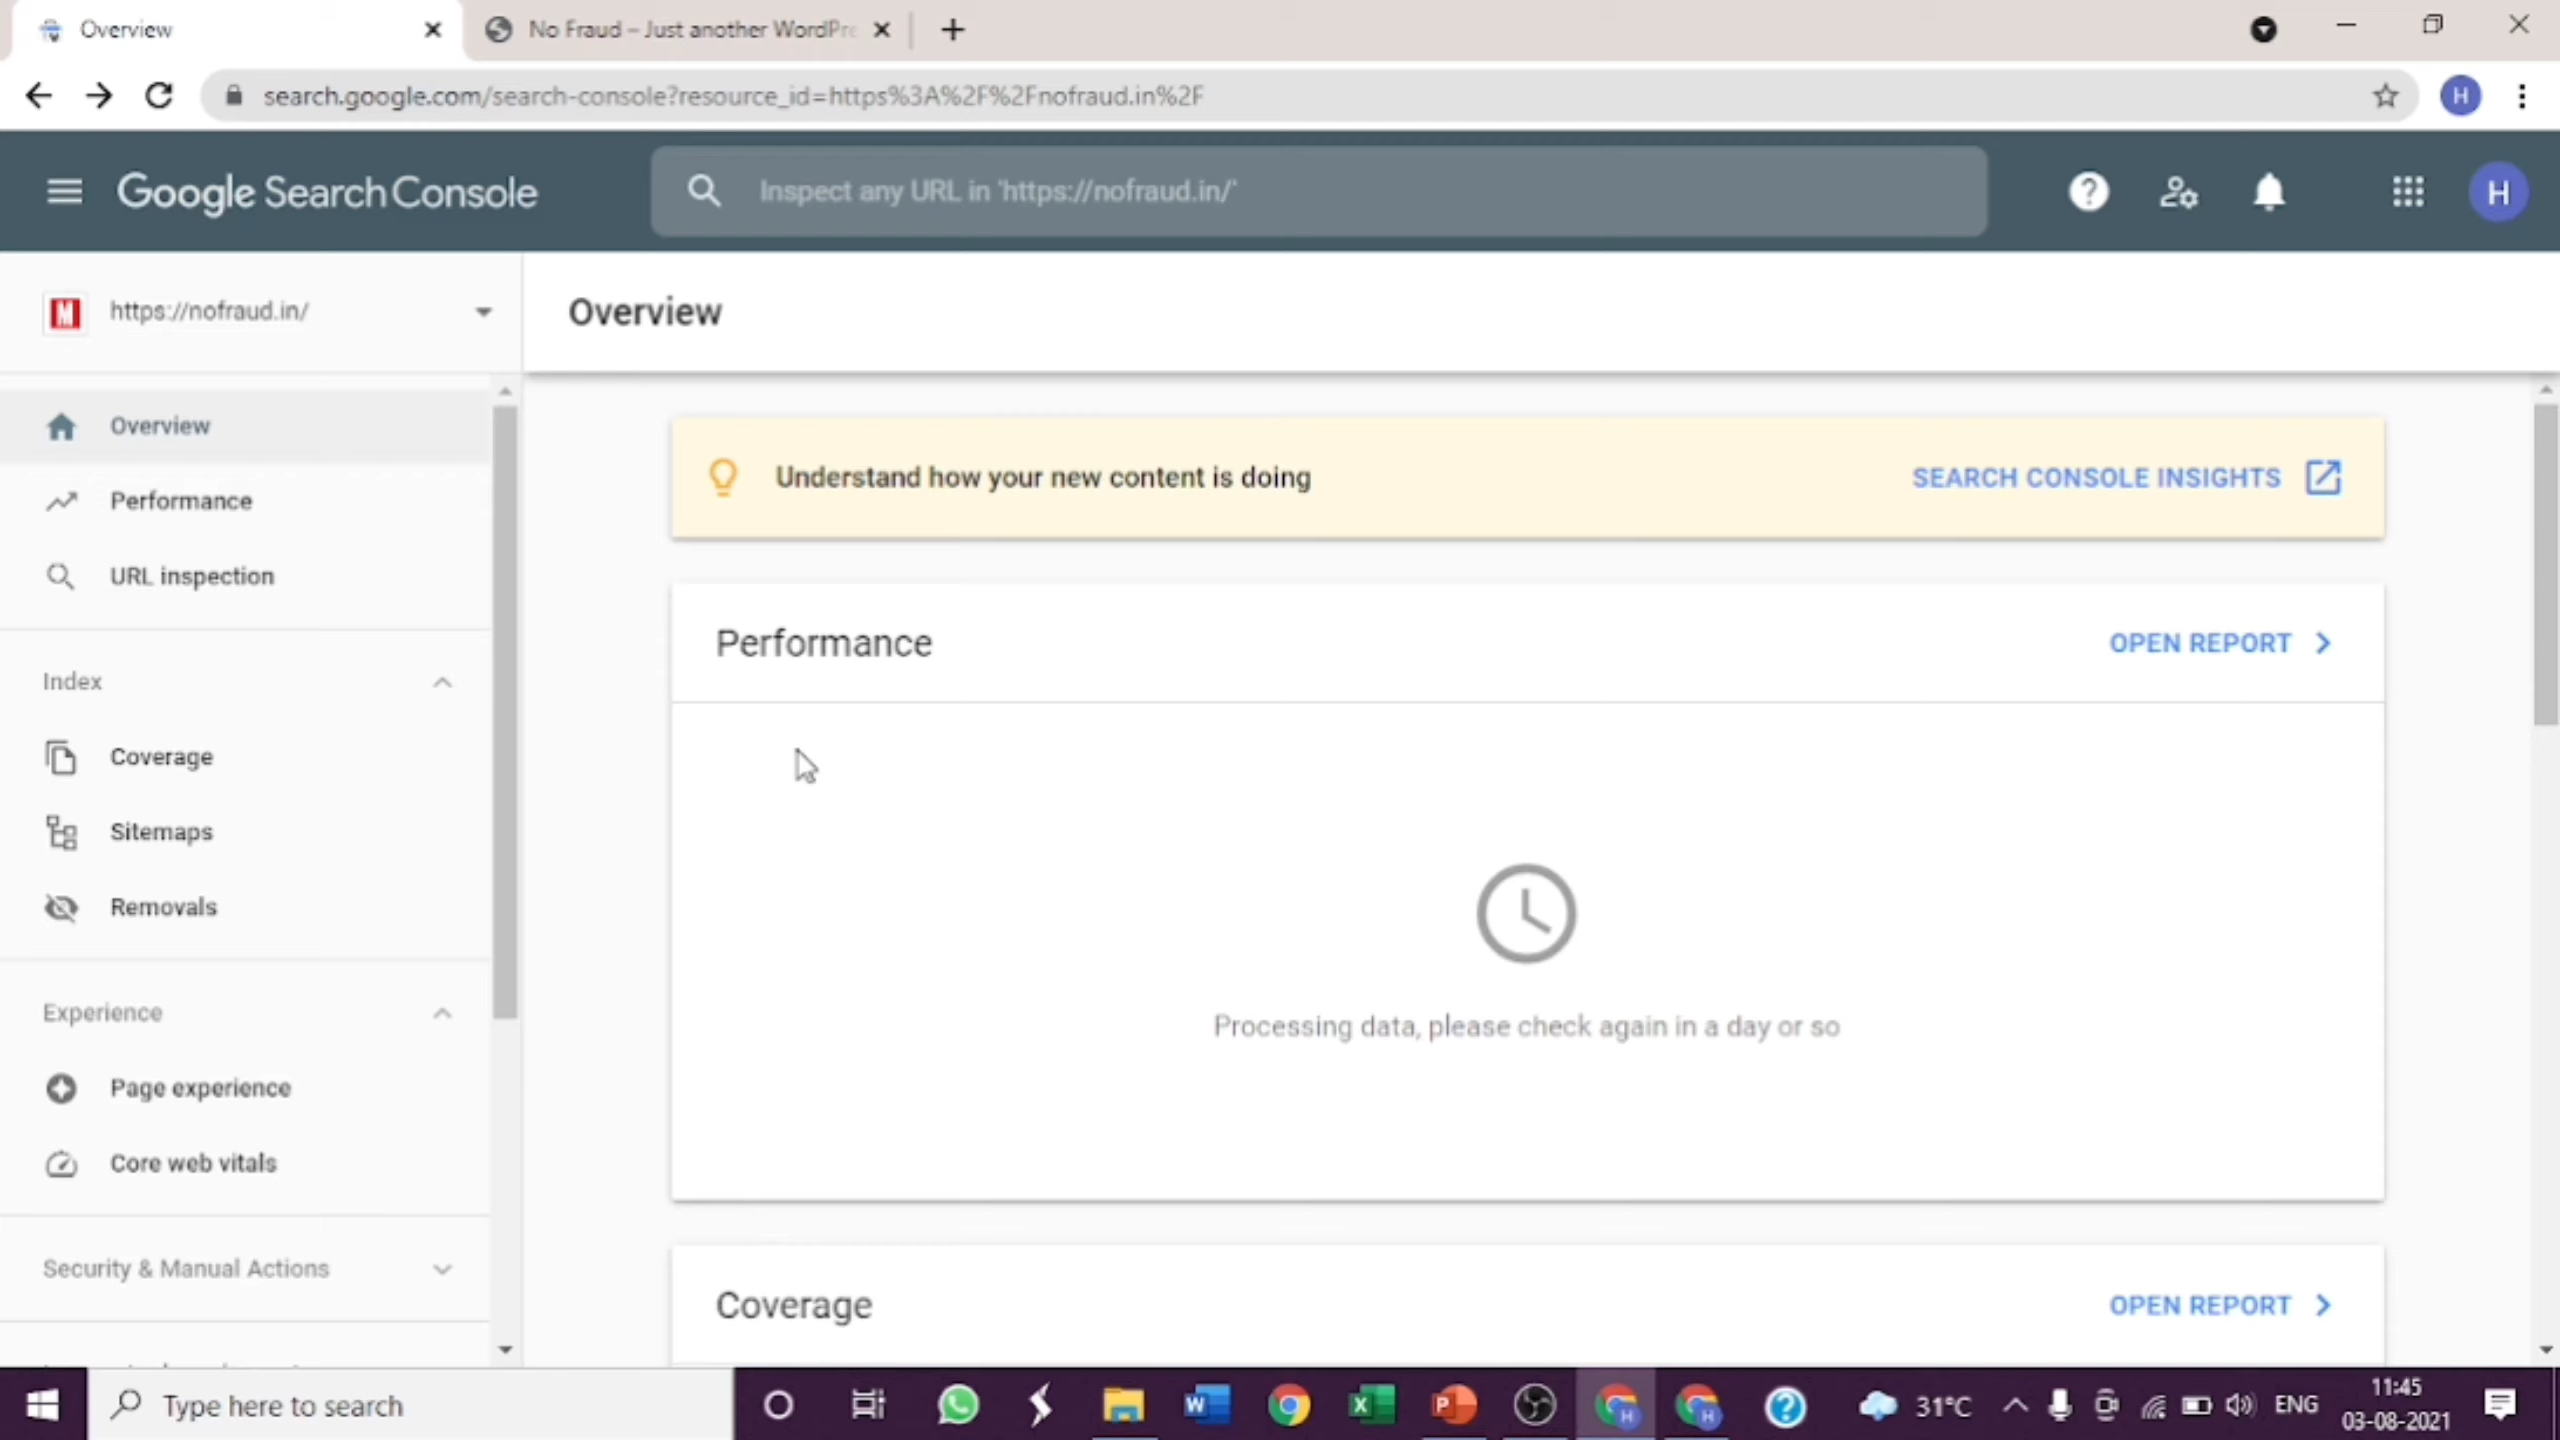 Overview
No Fraud – Just another WordPre
search.google.com/search-console?resource_id=https%3A%2F%2Fnofraud.in%2F
H
Google Search Console
Inspect any URL in 'https://nofraud.in/'
H
M
https://nofraud.in/
Overview
Overview
Performance
URL inspection
Index
Coverage
Sitemaps
Removals
Experience
Page experience
Core web vitals
Security & Manual Actions
Understand how your new content is doing
SEARCH CONSOLE INSIGHTS
Performance
OPEN REPORT
Processing data, please check again in a day or so
Coverage
OPEN REPORT
Type here to search
31°C
ENG
11:45
03-08-2021